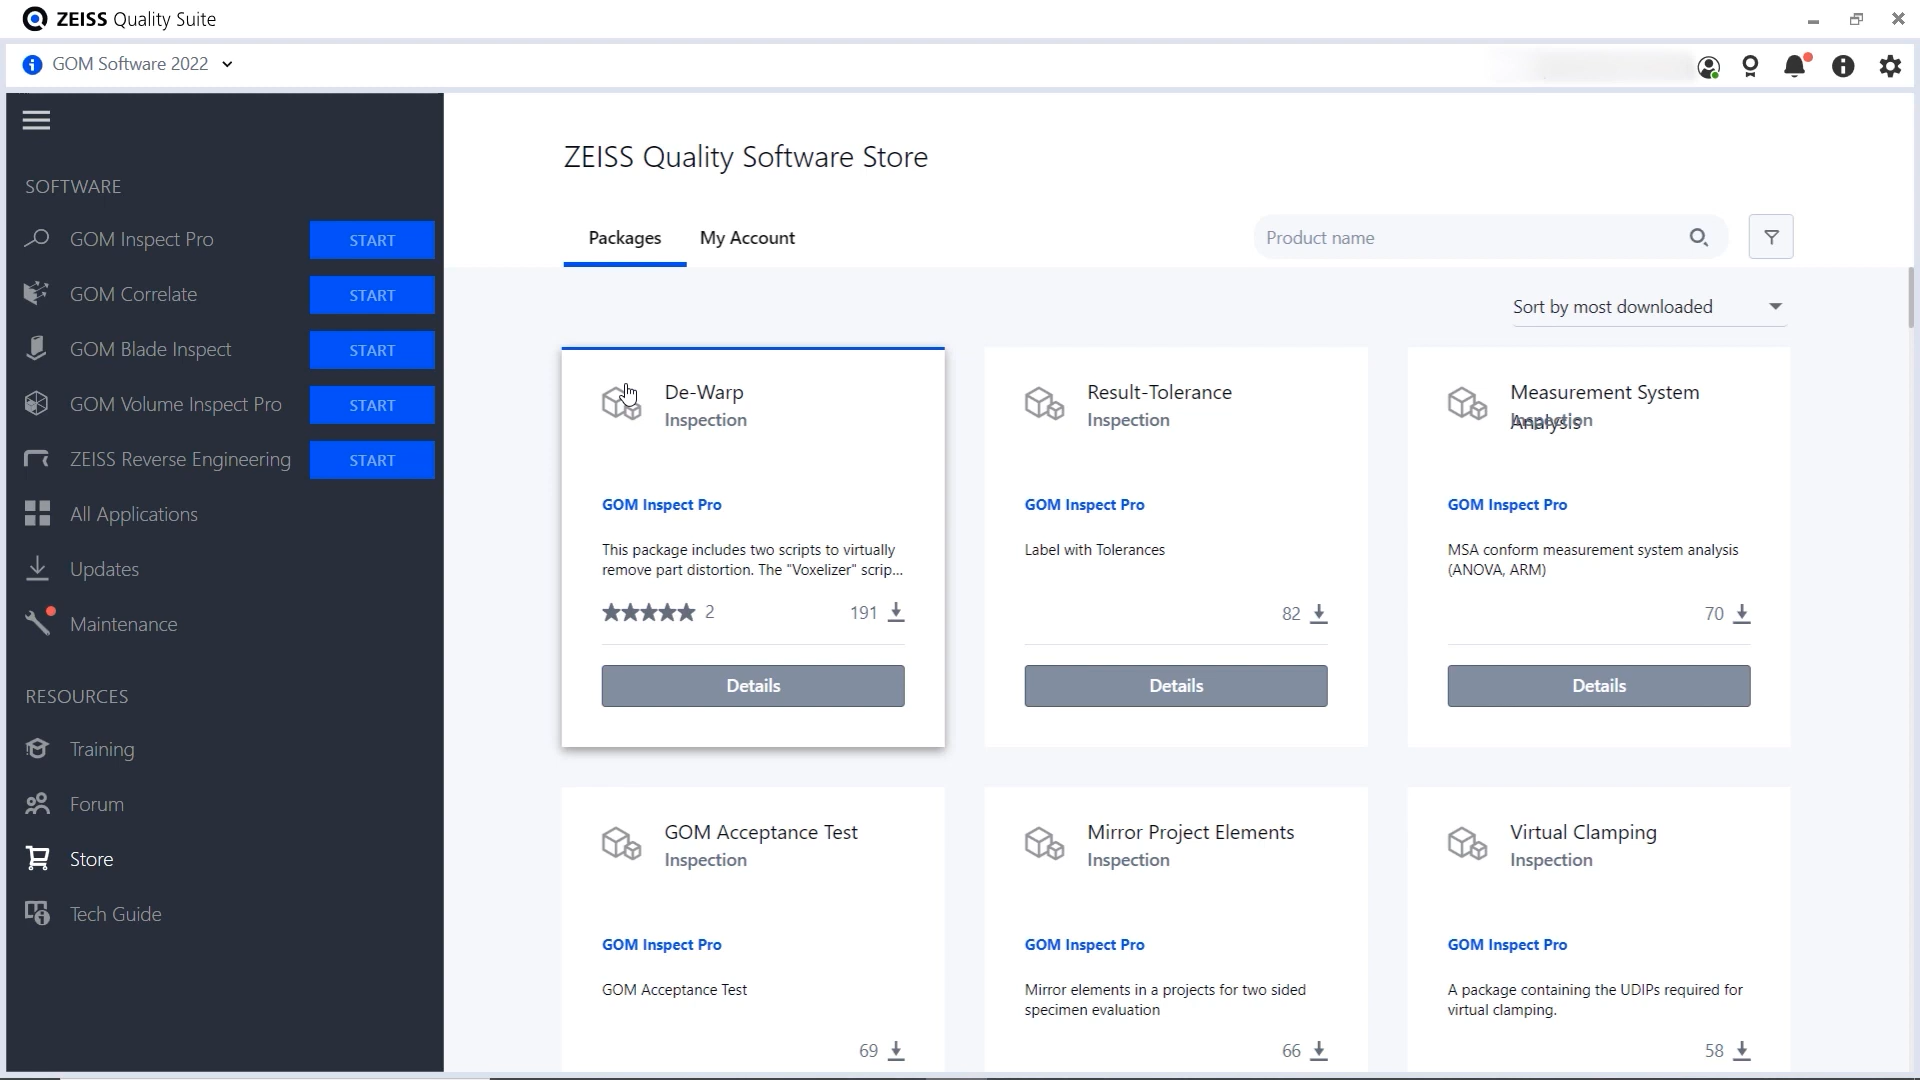 ZEISS Quality Suite
GOM Software 2022
SOFTWARE
GOM Inspect Pro START
GOM Correlate START
GOM Blade Inspect START
GOM Volume Inspect Pro START
ZEISS Reverse Engineering START
All Applications
Updates
Maintenance
RESOURCES
Training
Forum
Store
Tech Guide
ZEISS Quality Software Store
Packages My Account
Product name
Sort by most downloaded
De-Warp
Inspection
GOM Inspect Pro
This package includes two scripts to virtually
remove part distortion. The "Voxelizer" scrip...
2 191
Details
Result-Tolerance
Inspection
GOM Inspect Pro
Label with Tolerances
82
Details
Measurement System
Analysis
Inspection
GOM Inspect Pro
MSA conform measurement system analysis
(ANOVA, ARM)
70
Details
GOM Acceptance Test
Inspection
GOM Inspect Pro
GOM Acceptance Test
69
Mirror Project Elements
Inspection
GOM Inspect Pro
Mirror elements in a projects for two sided
specimen evaluation
66
Virtual Clamping
Inspection
GOM Inspect Pro
A package containing the UDIPs required for
virtual clamping.
58